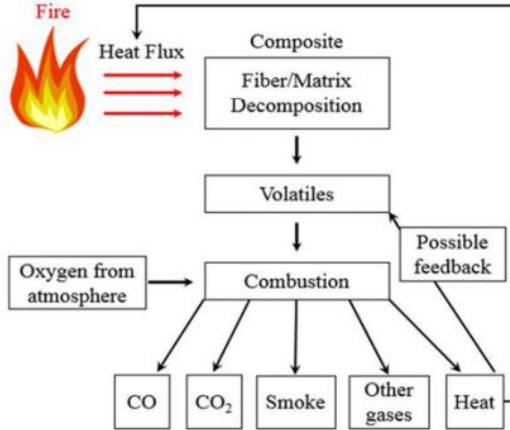 Fire
Heat Flux
Composite
Fiber/Matrix
Decomposition
Volatiles
Possible
feedback
Oxygen from
atmosphere
Combustion
CO
CO₂
Smoke
Other
gases
Heat